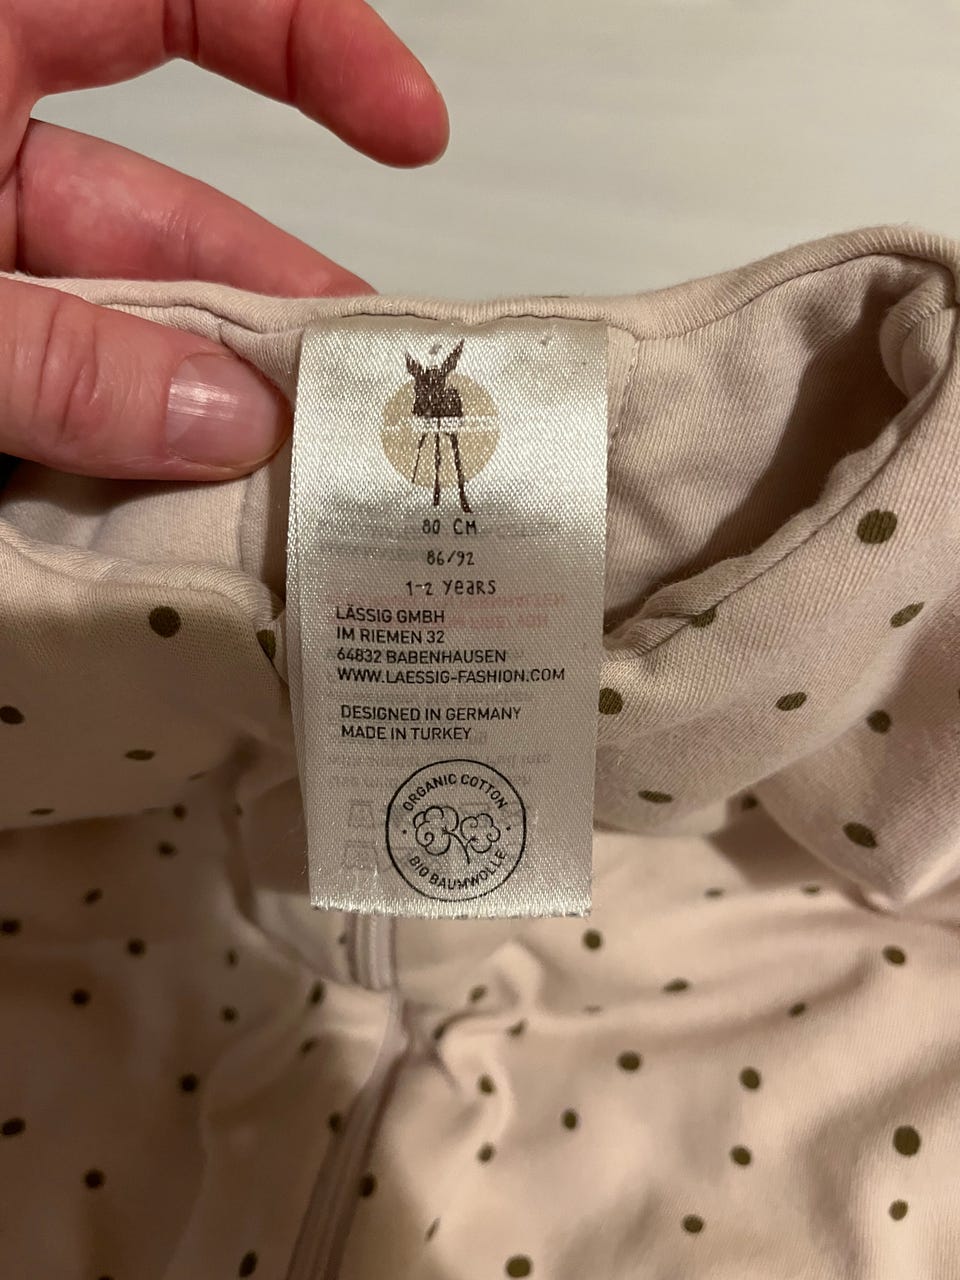 80 CM
86/92
1-2 YEARS
LÄSSIG GMBH
IM RIEMEN 32
64832 BABENHAUSEN
WWW.LAESSIG-FASHION.COM
DESIGNED IN GERMANY
MADE IN TURKEY
ORGANIC COTTON
BIO BAUMWOLLE